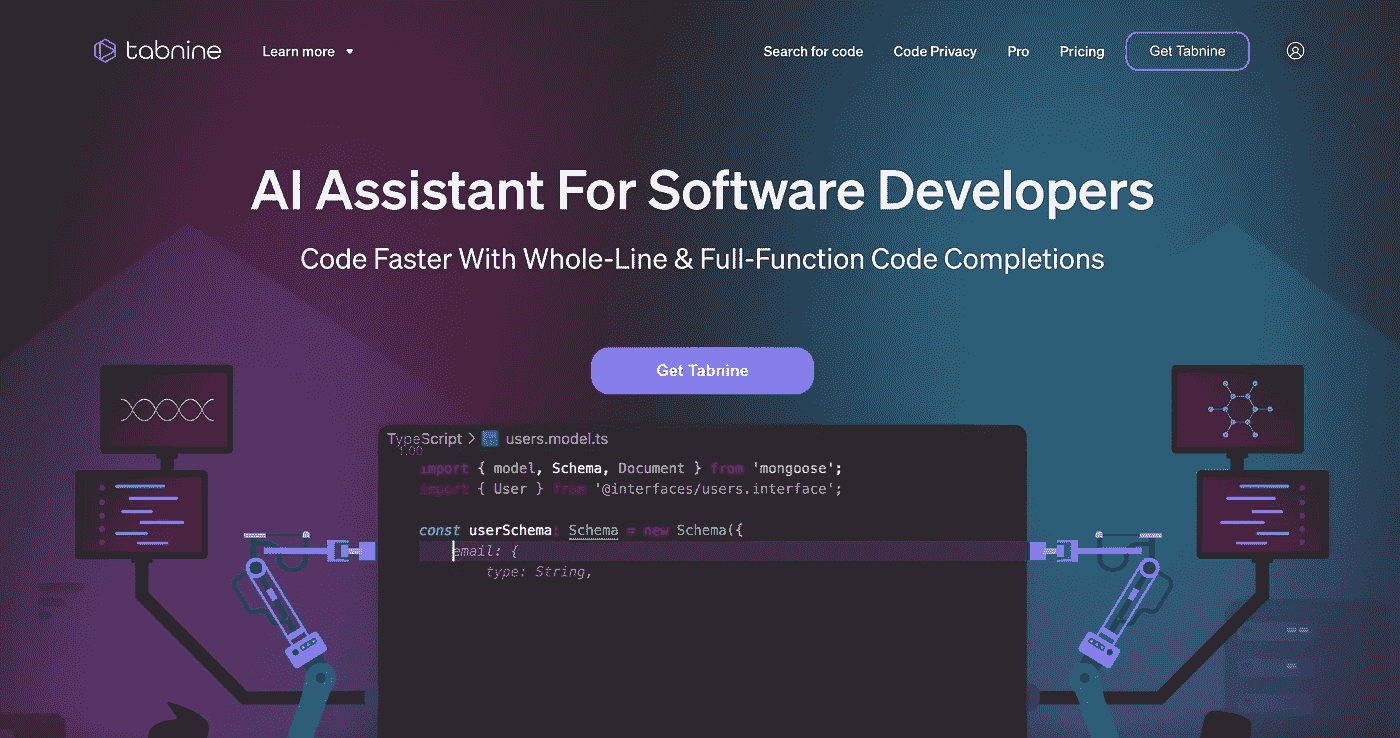 tabnine Learn more Search for code Code Privacy Pro Pricing Get Tabnine
AI Assistant For Software Developers
Code Faster With Whole-Line & Full-Function Code Completions
Get Tabnine
TypeScript > users.model.ts
1.00
import { model, Schema, Document } from 'mongoose';
import { User } from '@interfaces/users.interface';
const userSchema: Schema = new Schema({
email: {
type: String,